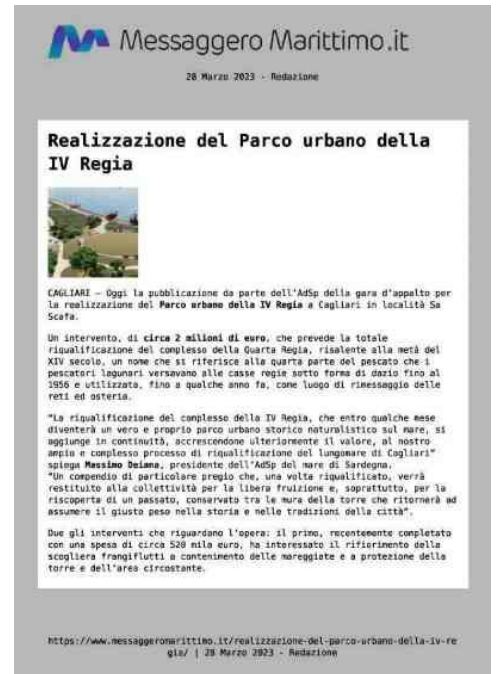 Messaggero Marittimo.it
28 Marzo 2023 - Redazione
Realizzazione del Parco urbano della
IV Regia
CAGLIARI – Oggi la pubblicazione da parte dell'AdSp della gara d'appalto per
la realizzazione del Parco urbano della IV Regia a Cagliari in località Sa
Scafa.
Un intervento, di circa 2 milioni di euro, che prevede la totale
riqualificazione del complesso della Quarta Regia, risalente alla metà del
XIV secolo, un nome che si riferisce alla quarta parte del pescato che i
pescatori lagunari versavano alle casse regie sotto forma di dazio fino al
1956 e utilizzata, fino a qualche anno fa, come luogo di rimessaggio delle
reti ed osteria.
"La riqualificazione del complesso della IV Regia, che entro qualche mese
diventerà un vero e proprio parco urbano storico naturalistico sul mare, si
aggiunge in continuità, accrescendone ulteriormente il valore, al nostro
ampio e complesso processo di riqualificazione del lungomare di Cagliari"
spiega Massimo Deiana, presidente dell'AdSp del mare di Sardegna.
"Un compendio di particolare pregio che, una volta riqualificato, verrà
restituito alla collettività per la libera fruizione e, soprattutto, per la
riscoperta di un passato, conservato tra le mura della torre che ritornerà ad
assumere il giusto peso nella storia e nelle tradizioni della città".
Due gli interventi che riguardano l'opera: il primo, recentemente completato
con una spesa di circa 520 mila euro, ha interessato il rifiorimento della
scogliera frangiflutti a contenimento delle mareggiate e a protezione della
torre e dell'area circostante.
https://www.messaggeromarittimo.it/realizzazione-del-parco-urbano-della-iv-re
gia/ | 28 Marzo 2023 - Redazione